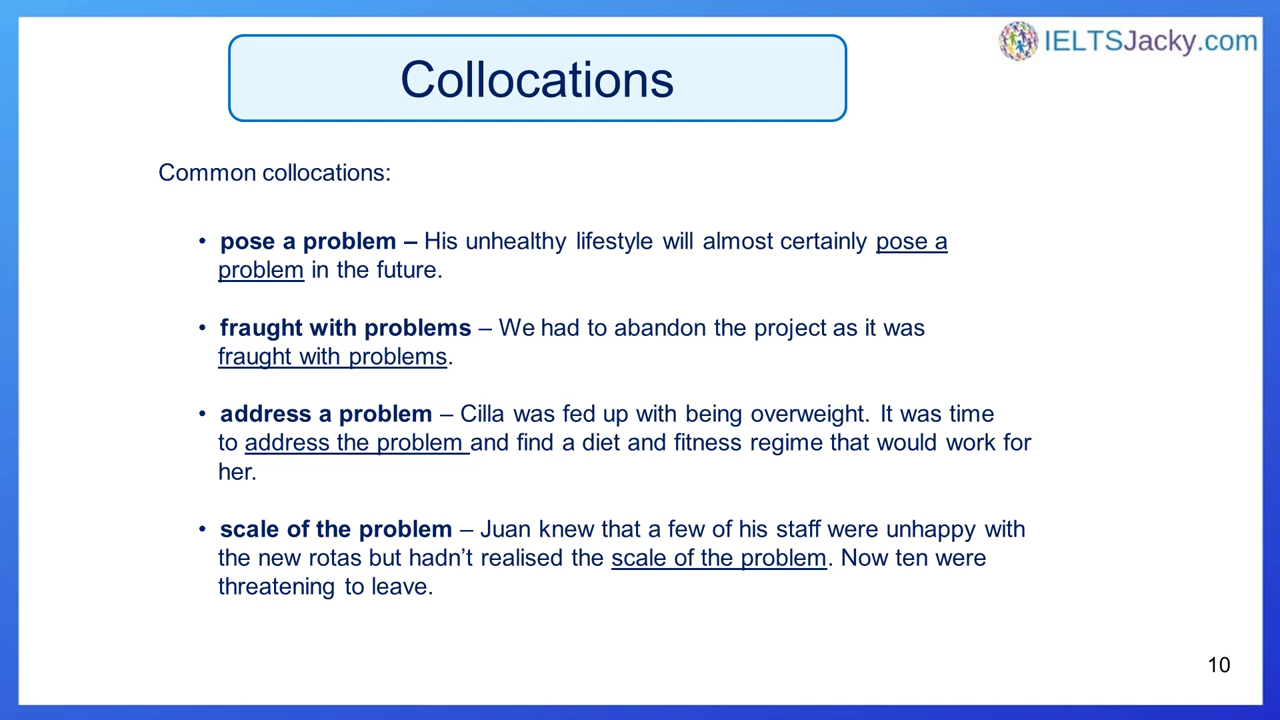 IELTSJacky.com
Collocations
Common collocations:
• pose a problem – His unhealthy lifestyle will almost certainly pose a
problem in the future.
• fraught with problems – We had to abandon the project as it was
fraught with problems.
• address a problem – Cilla was fed up with being overweight. It was time
to address the problem and find a diet and fitness regime that would work for
her.
• scale of the problem – Juan knew that a few of his staff were unhappy with
the new rotas but hadn’t realised the scale of the problem. Now ten were
threatening to leave.
10